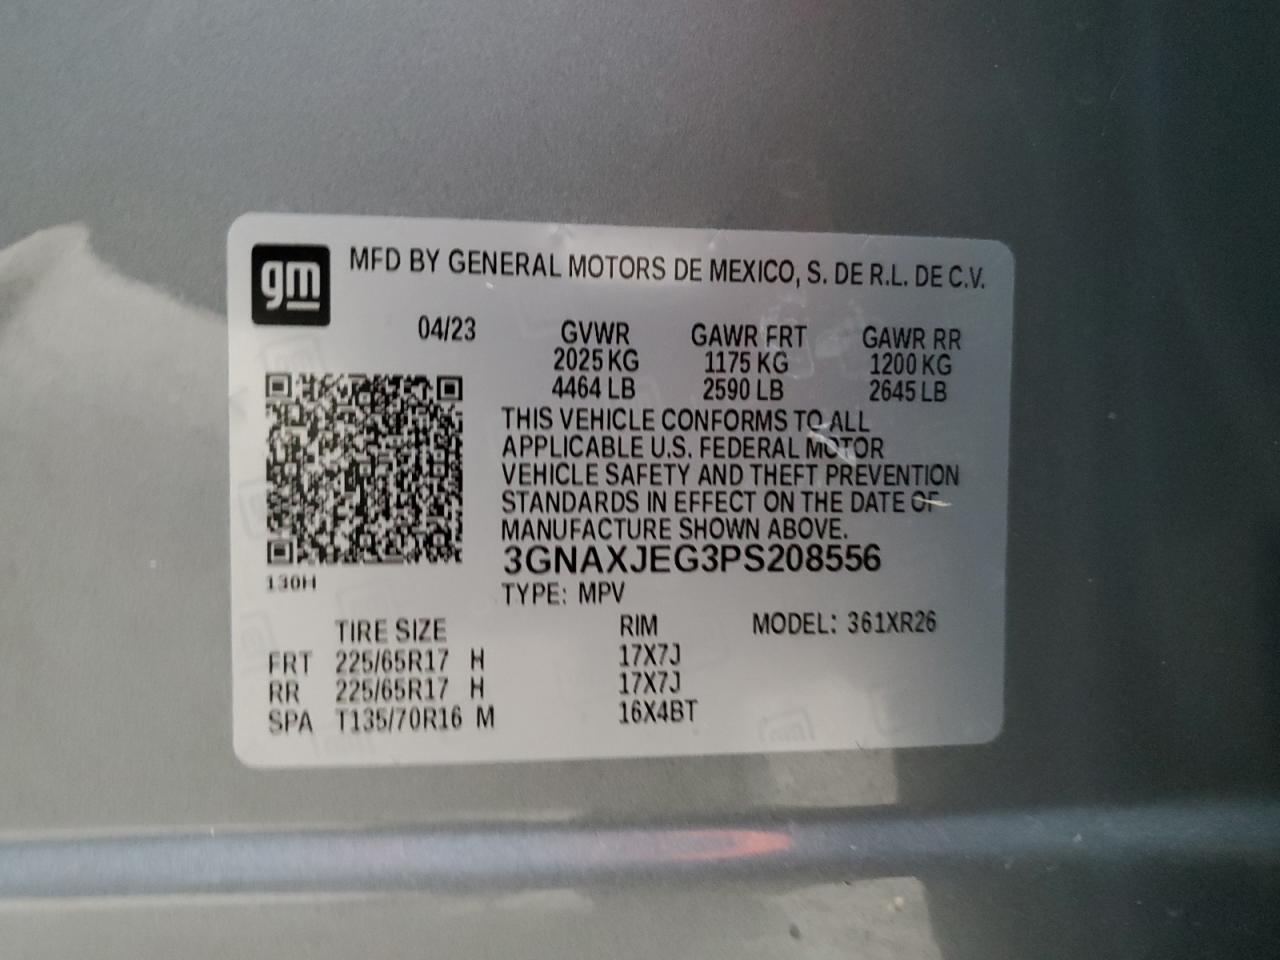 gm
MFD BY GENERAL MOTORS DE MEXICO, S. DE R.L. DE C.V.
04/23 GVWR GAWR FRT GAWR RR
2025 KG 1175 KG 1200 KG
4464 LB 2590 LB 2645 LB
THIS VEHICLE CONFORMS TO ALL
APPLICABLE U.S. FEDERAL MOTOR
VEHICLE SAFETY AND THEFT PREVENTION
STANDARDS IN EFFECT ON THE DATE OF
MANUFACTURE SHOWN ABOVE.
3GNAXJEG3PS208556
130H
TYPE: MPV
TIRE SIZE RIM MODEL: 361XR26
FRT 225/65R17 H 17X7J
RR 225/65R17 H 17X7J
SPA T135/70R16 M 16X4BT